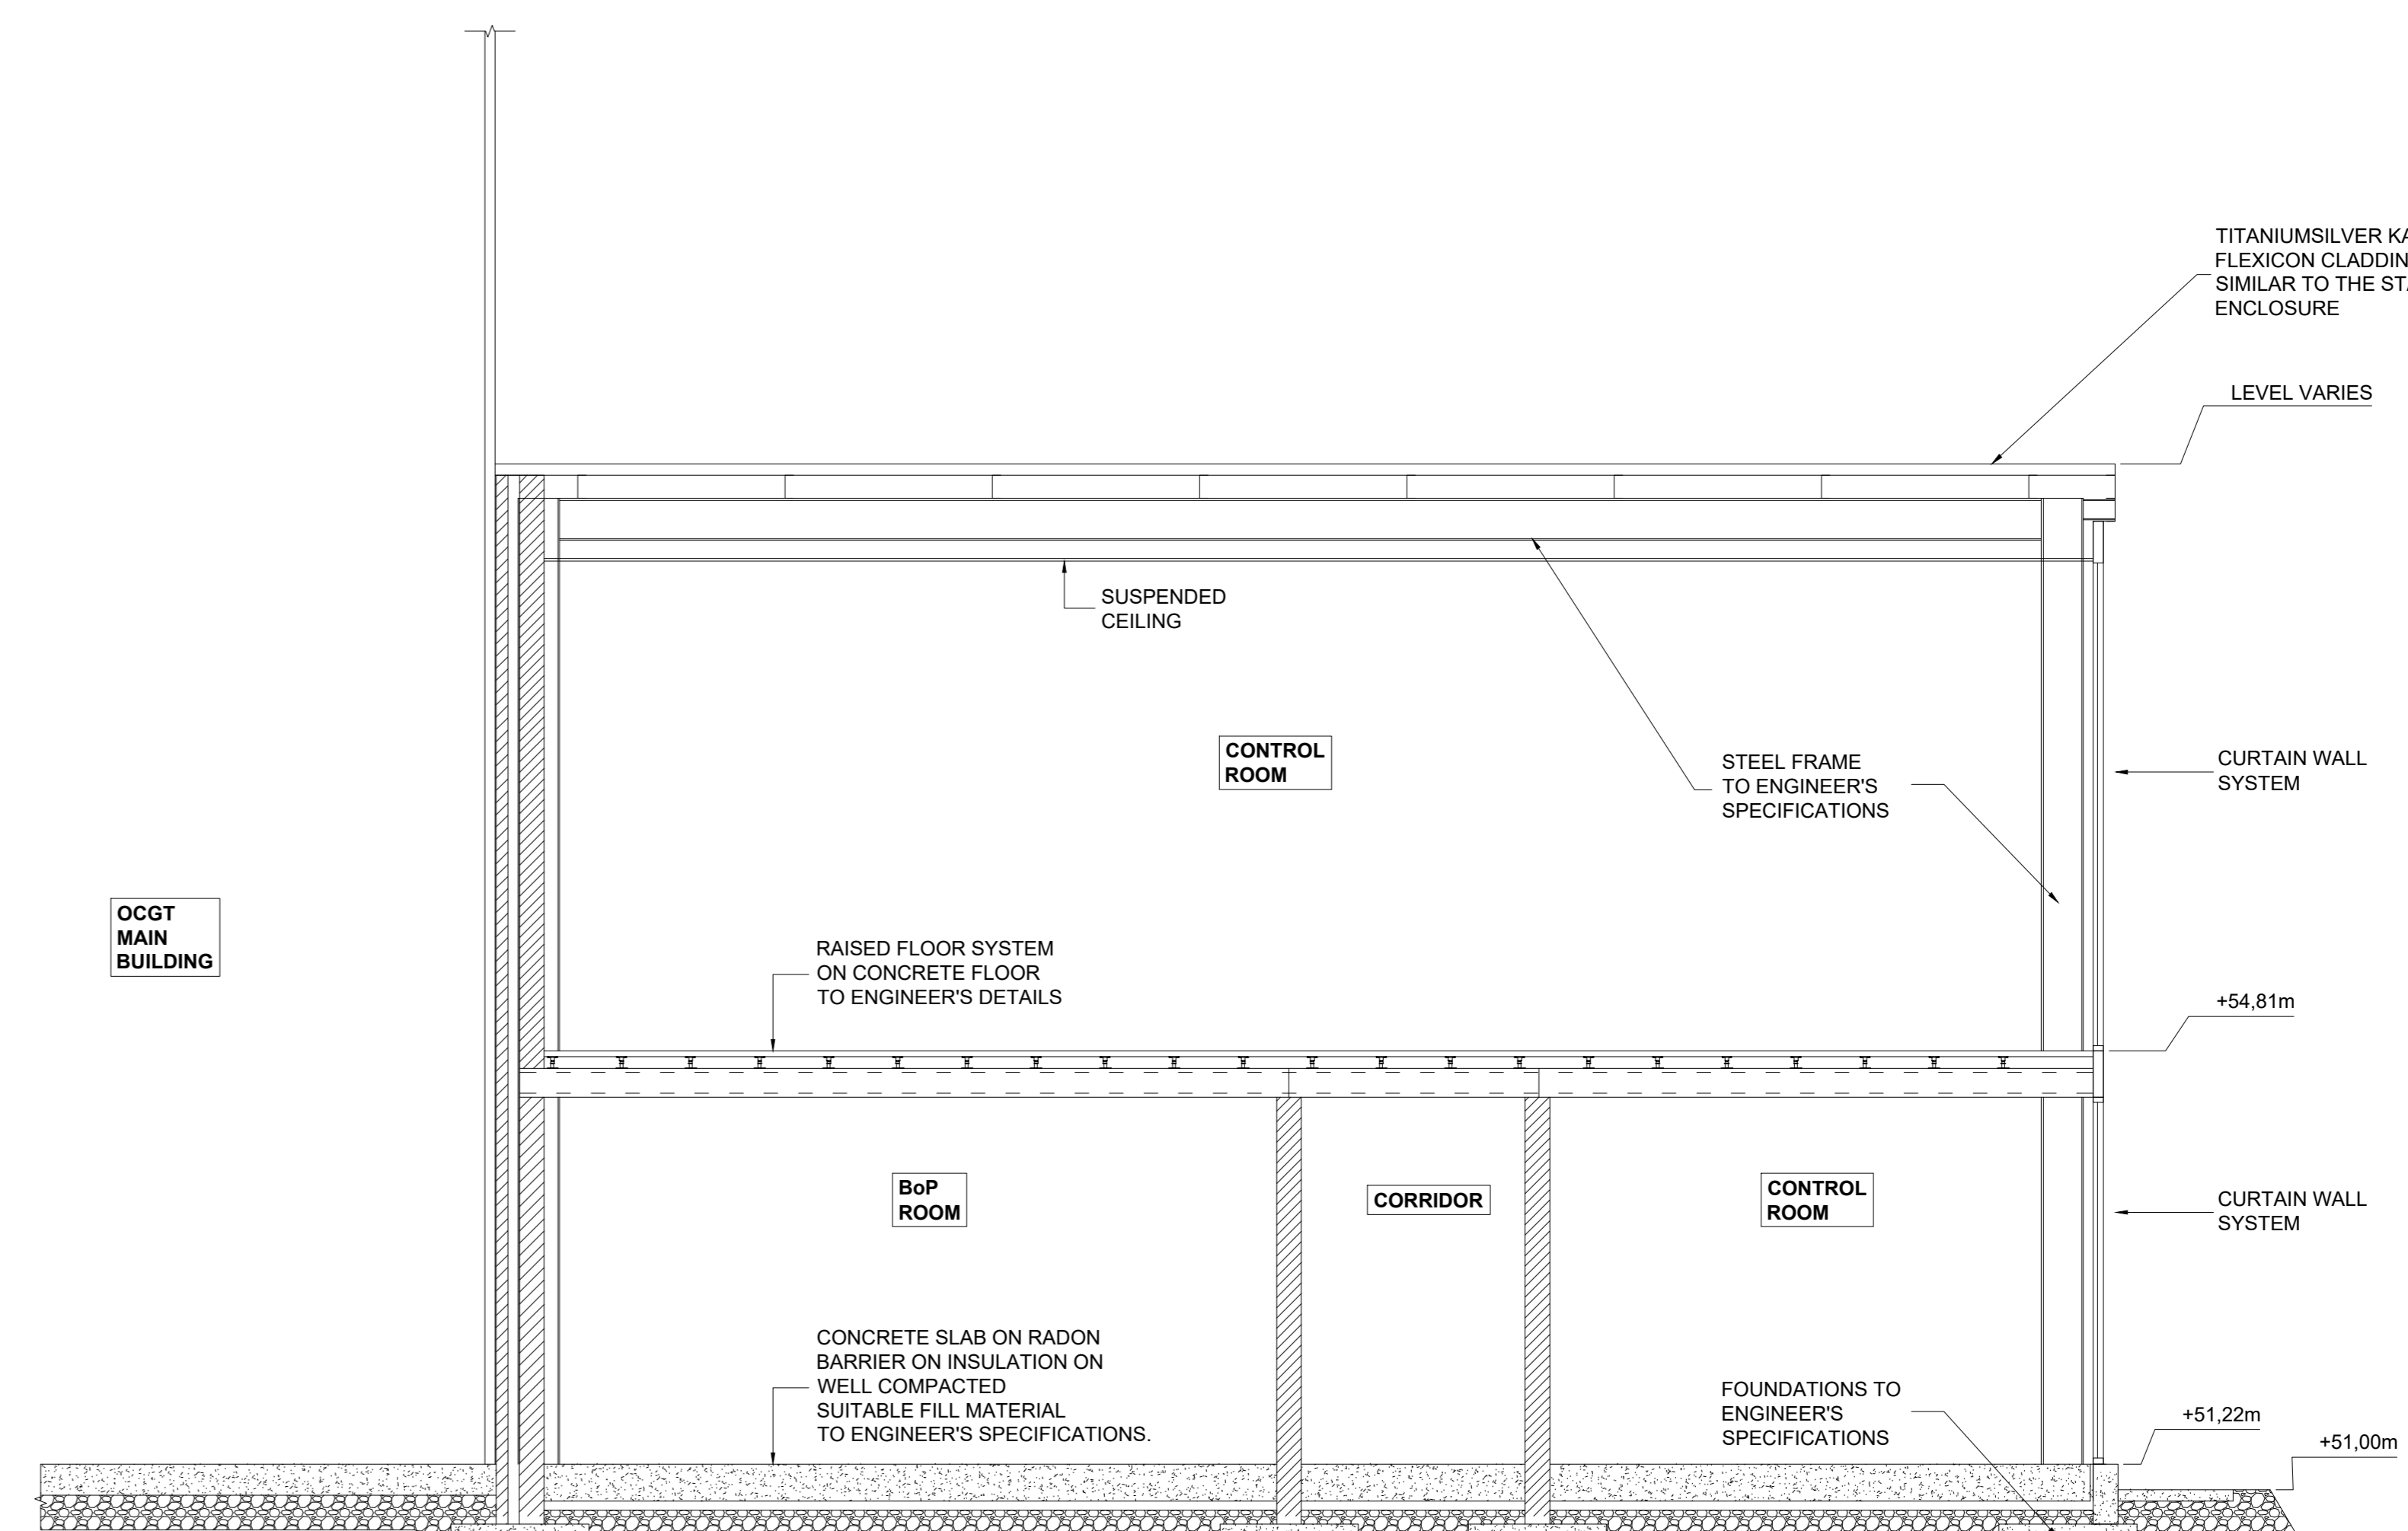 TITANIUMSILVER
FLEXICON
SIMILAR TO THE
ENCLOSURE
LEVEL VARIES
SUSPENDED
CEILING
CONTROL
ROOM
STEEL FRAME
TO ENGINEER'S
SPECIFICATIONS
CURTAIN WALL
SYSTEM
OCGT
MAIN
BUILDING
RAISED FLOOR SYSTEM
ON CONCRETE FLOOR
TO ENGINEER'S DETAILS
+54,81m
BoP
ROOM
CORRIDOR
CONTROL
ROOM
CURTAIN WALL
SYSTEM
CONCRETE SLAB ON RADON
BARRIER ON INSULATION ON
WELL COMPACTED
SUITABLE FILL MATERIAL
TO ENGINEER'S SPECIFICATIONS.
FOUNDATIONS TO
ENGINEER'S
SPECIFICATIONS
+51,22m
+51,00m